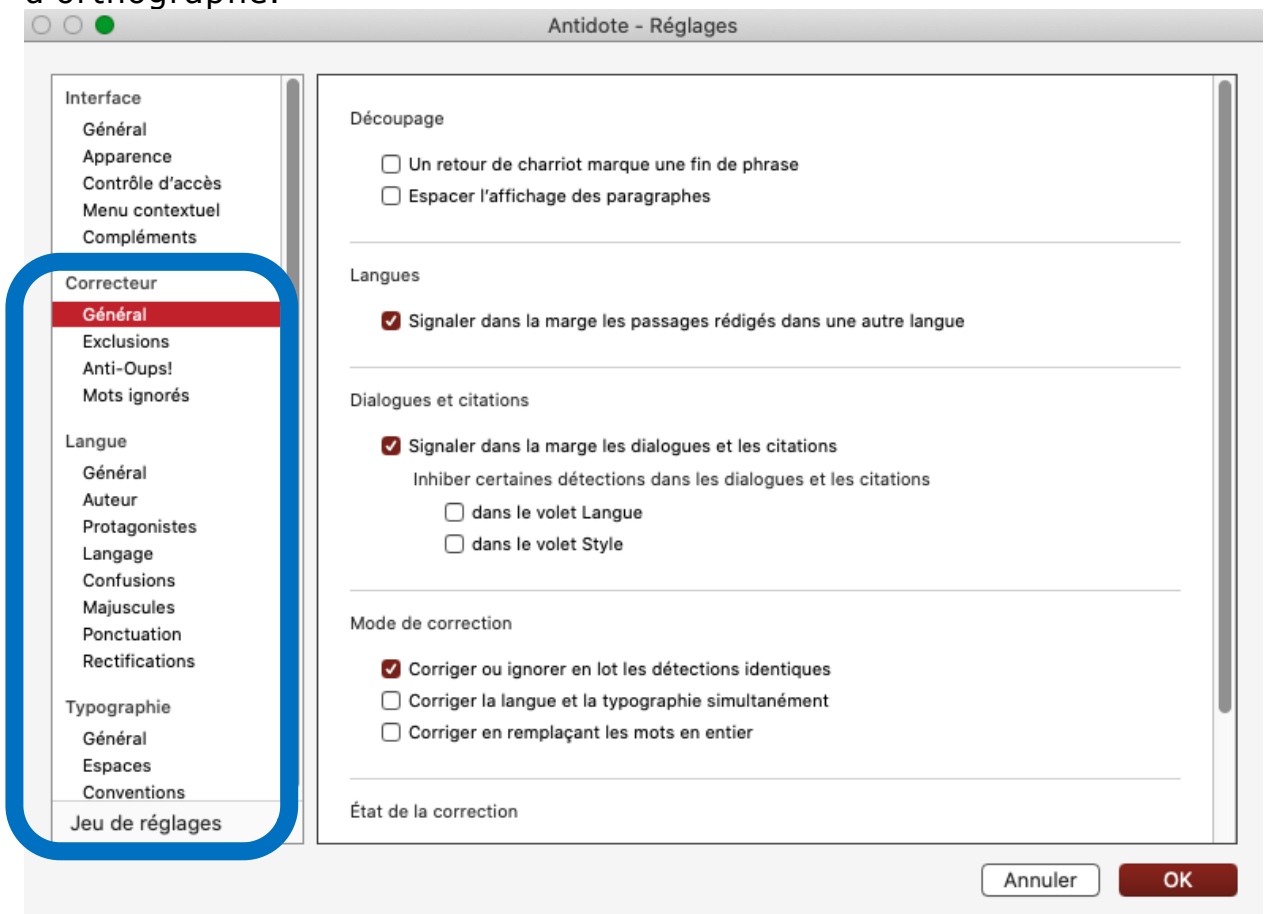 d'orthographe.
Antidote - Réglages
Interface
Général
Apparence
Contrôle d'accès
Menu contextuel
Compléments
Correcteur
Général
Exclusions
Anti-Oups!
Mots ignorés
Langue
Général
Auteur
Protagonistes
Langage
Confusions
Majuscules
Ponctuation
Rectifications
Typographie
Général
Espaces
Conventions
Jeu de réglages
Découpage
Un retour de charriot marque une fin de phrase
Espacer l'affichage des paragraphes
Langues
Signaler dans la marge les passages rédigés dans une autre langue
Dialogues et citations
Signaler dans la marge les dialogues et les citations
Inhiber certaines détections dans les dialogues et les citations
dans le volet Langue
dans le volet Style
Mode de correction
Corriger ou ignorer en lot les détections identiques
Corriger la langue et la typographie simultanément
Corriger en remplaçant les mots en entier
État de la correction
Annuler
OK